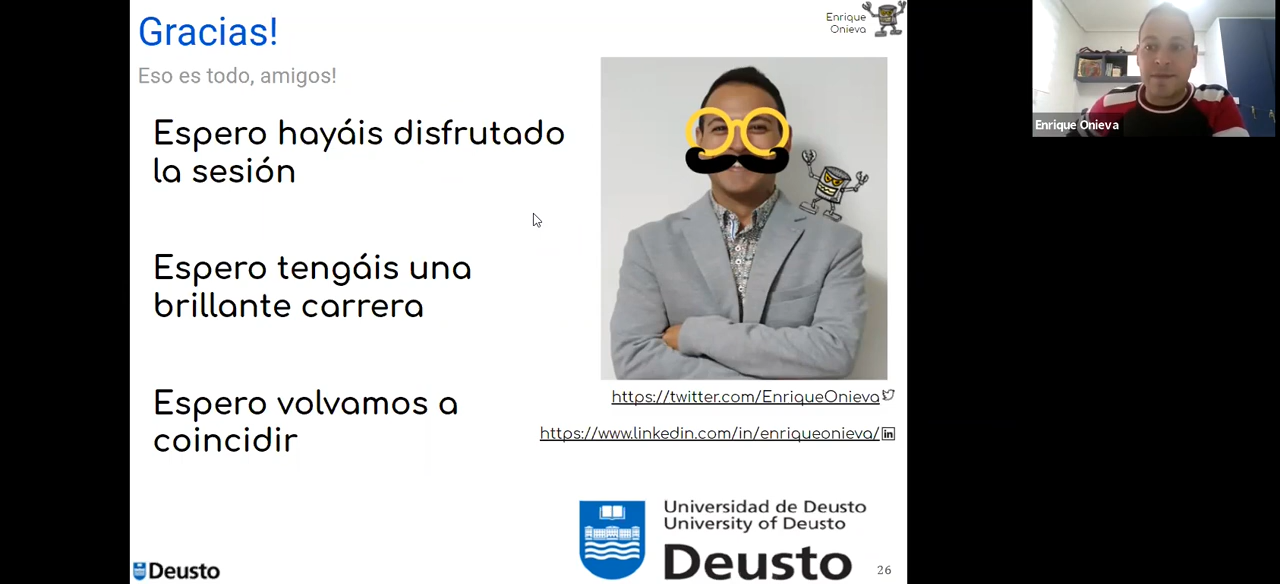 Gracias!
Eso es todo, amigos!
Enrique
Onieva
Espero hayáis disfrutado
la sesión
Espero tengáis una
brillante carrera
Espero volvamos a
coincidir
https://twitter.com/EnriqueOnieva
https://www.linkedin.com/in/enriqueonieva/
in
Universidad de Deusto
University of Deusto
Deusto
Deusto
26
Enrique Onieva